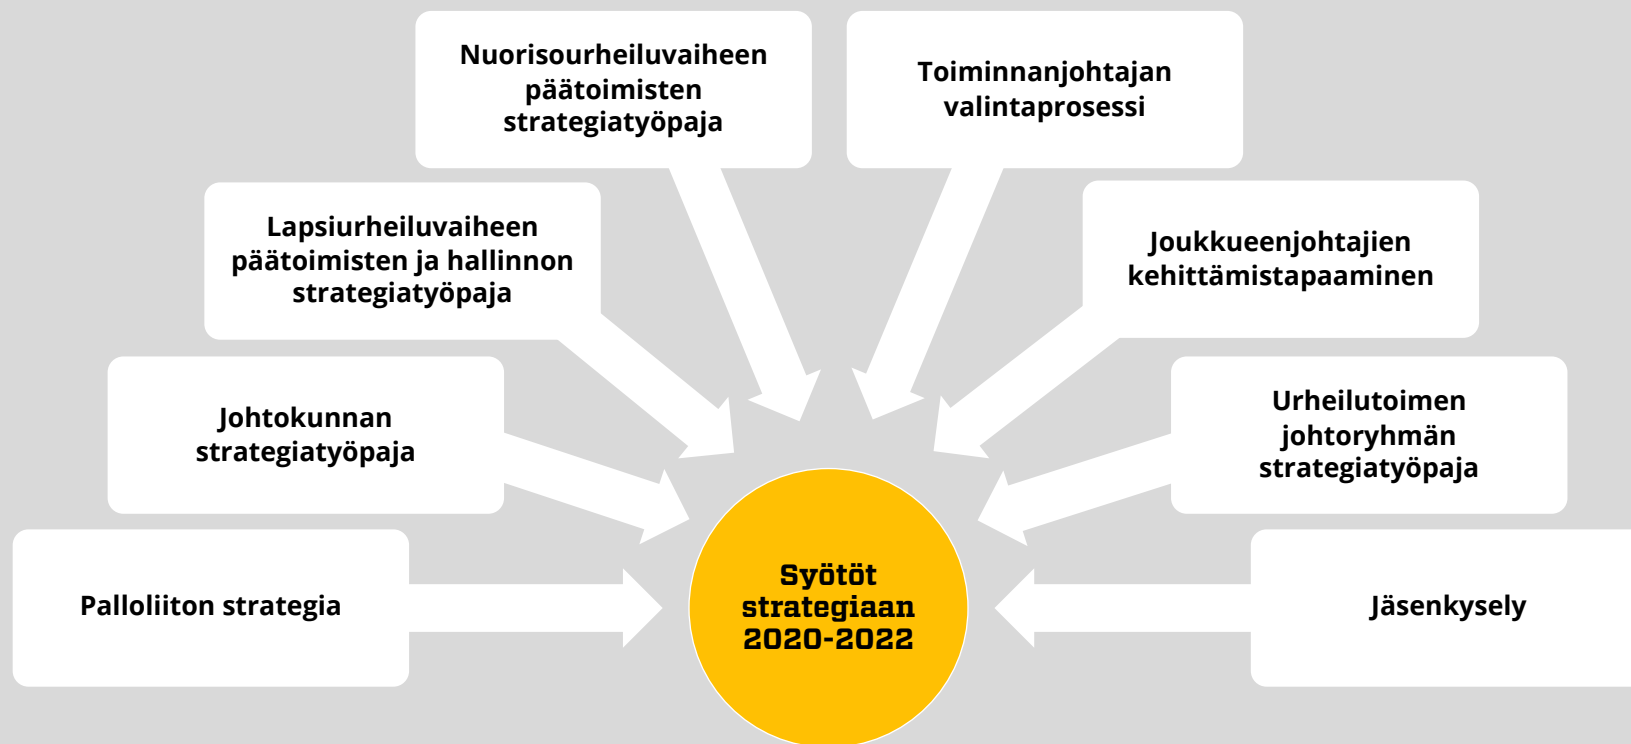 Nuorisourheiluvaiheen
päätoimisten
strategiatyöpaja
Toiminnanjohtajan
valintaprosessi
Lapsiurheiluvaiheen
päätoimisten ja hallinnon
strategiatyöpaja
Joukkueenjohtajien
kehittämistapaaminen
Johtokunnan
strategiatyöpaja
Urheilutoimen
johtoryhmän
strategiatyöpaja
Palloliiton strategia
Syötöt
strategiaan
2020-2022
Jäsenkysely